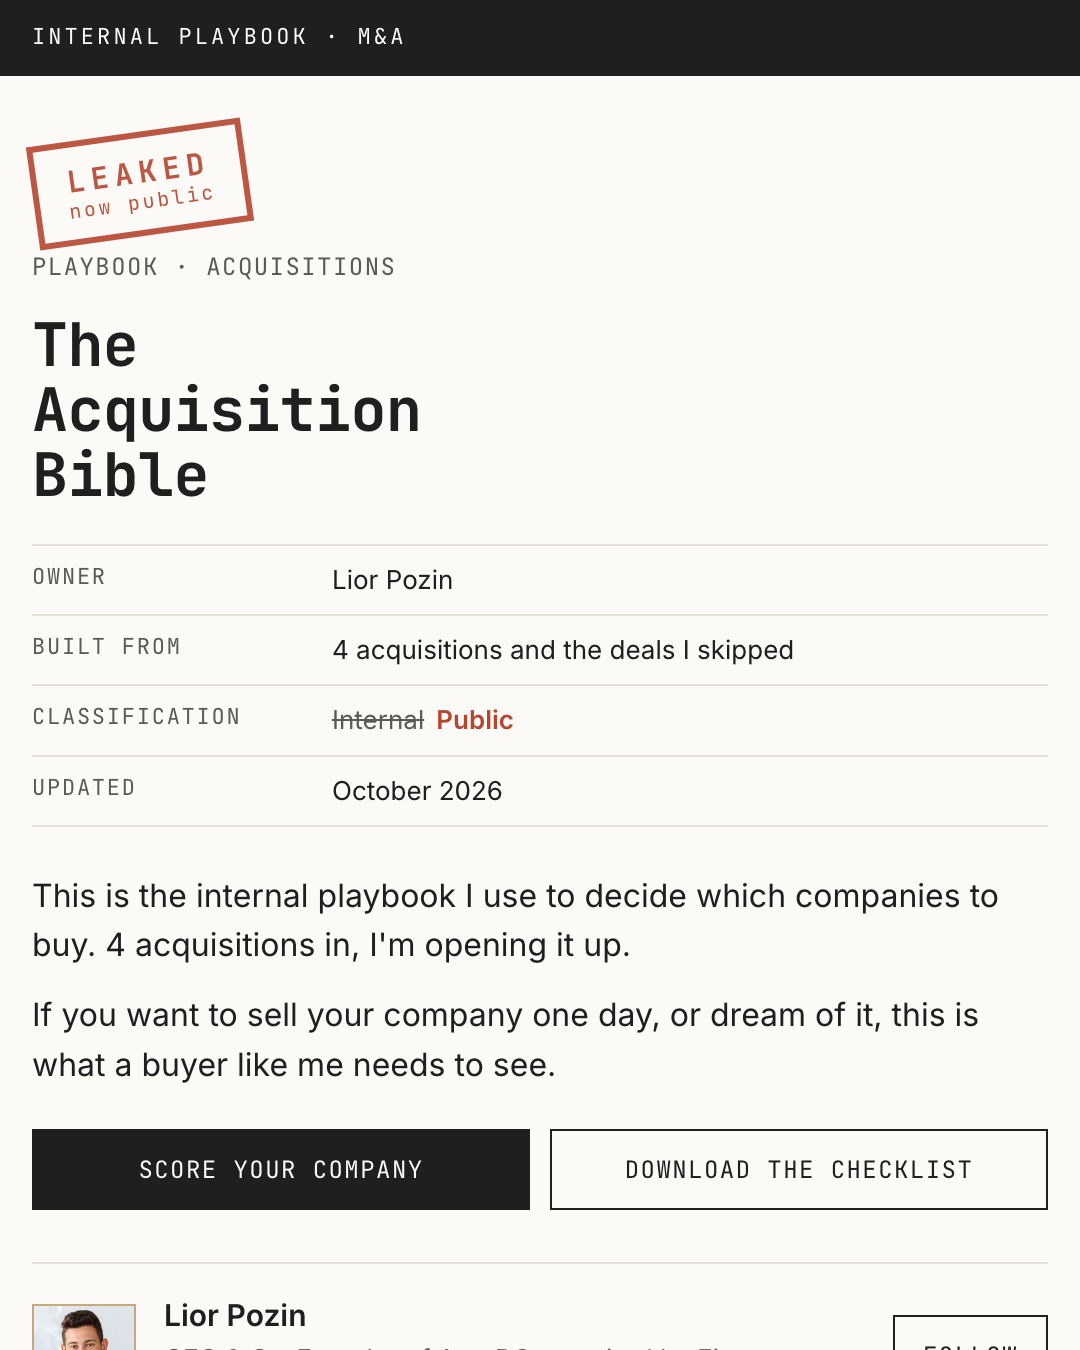 INTERNAL PLAYBOOK · M&A
LEAKED
now public
PLAYBOOK · ACQUISITIONS
The
Acquisition
Bible
OWNER Lior Pozin
BUILT FROM 4 acquisitions and the deals I skipped
CLASSIFICATION Internal Public
UPDATED October 2026
This is the internal playbook I use to decide which companies to
buy. 4 acquisitions in, I'm opening it up.
If you want to sell your company one day, or dream of it, this is
what a buyer like me needs to see.
SCORE YOUR COMPANY DOWNLOAD THE CHECKLIST
Lior Pozin
FOLLOW